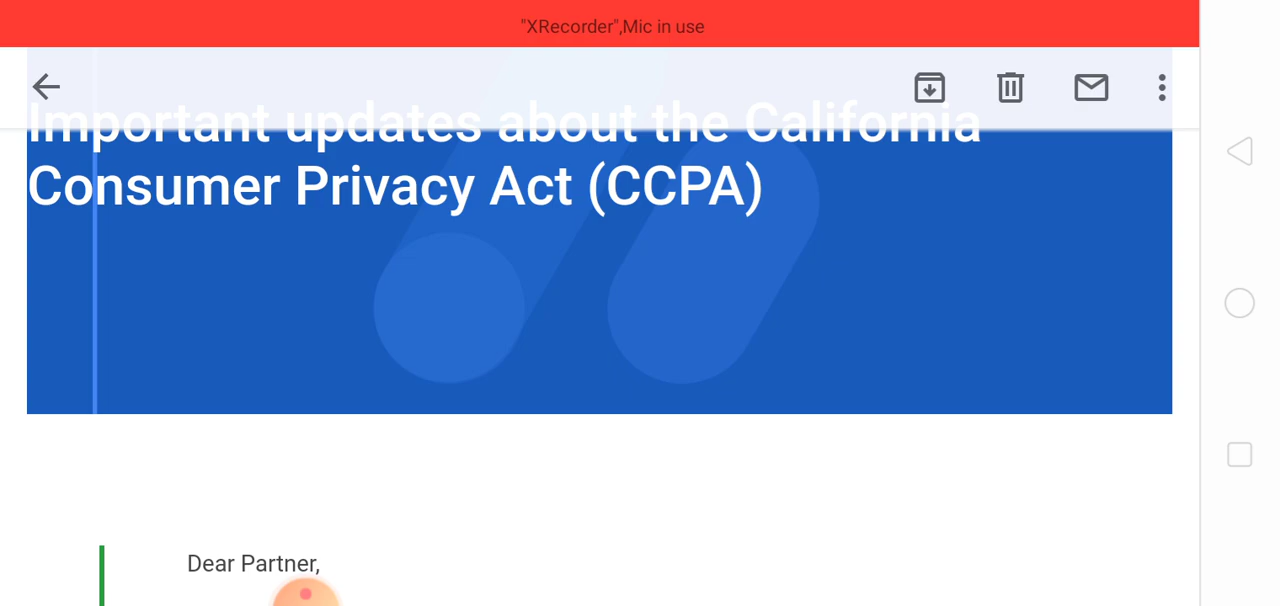 "XRecorder",Mic in use
Important updates about the California
Consumer Privacy Act (CCPA)
Dear Partner,